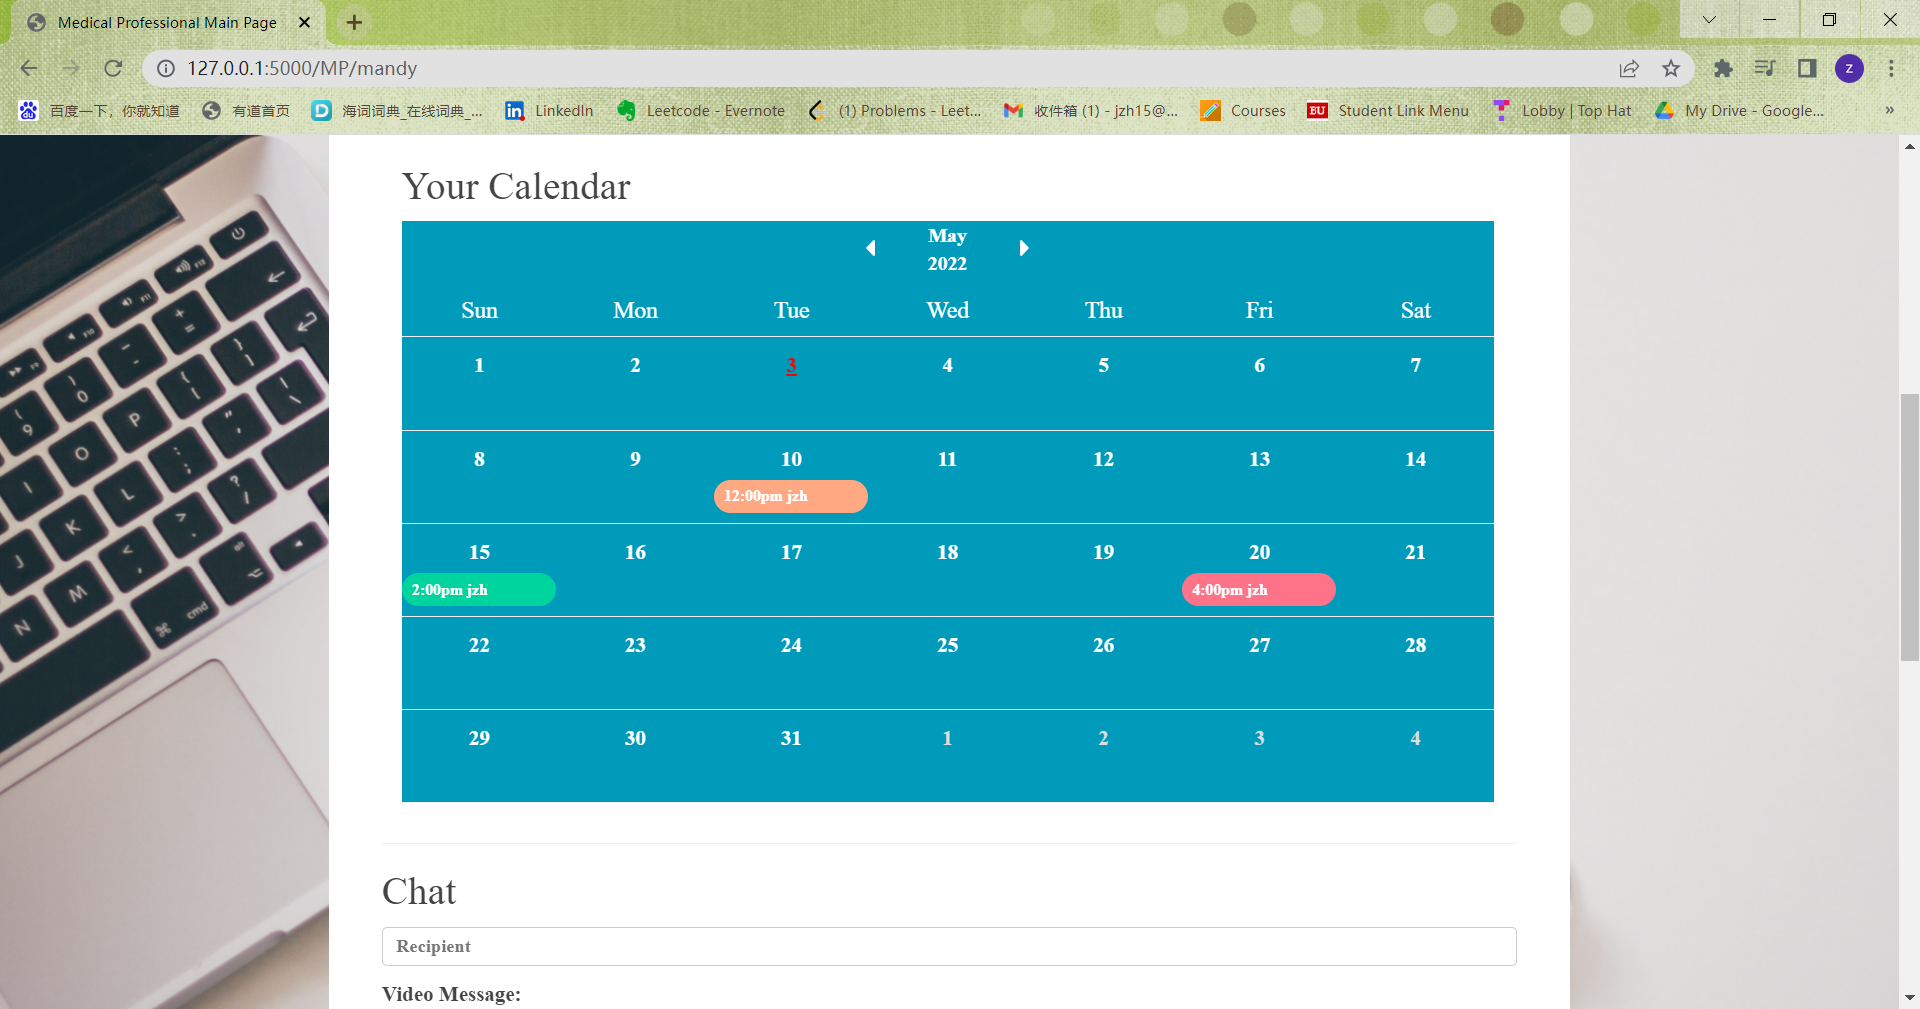 Medical Professional Main Page
127.0.0.1:5000/MP/mandy
z
百度一下，你就知道 有道首页 海词词典_在线词典_... LinkedIn Leetcode - Evernote (1) Problems - Leet... 收件箱 (1) - jzh15@... Courses BU Student Link Menu Lobby | Top Hat My Drive - Google... »
Your Calendar
May
2022
Sun Mon Tue Wed Thu Fri Sat
1 2 3 4 5 6 7
8 9 10 11 12 13 14
12:00pm jzh
15 16 17 18 19 20 21
2:00pm jzh 4:00pm jzh
22 23 24 25 26 27 28
29 30 31 1 2 3 4
Chat
Recipient
Video Message: